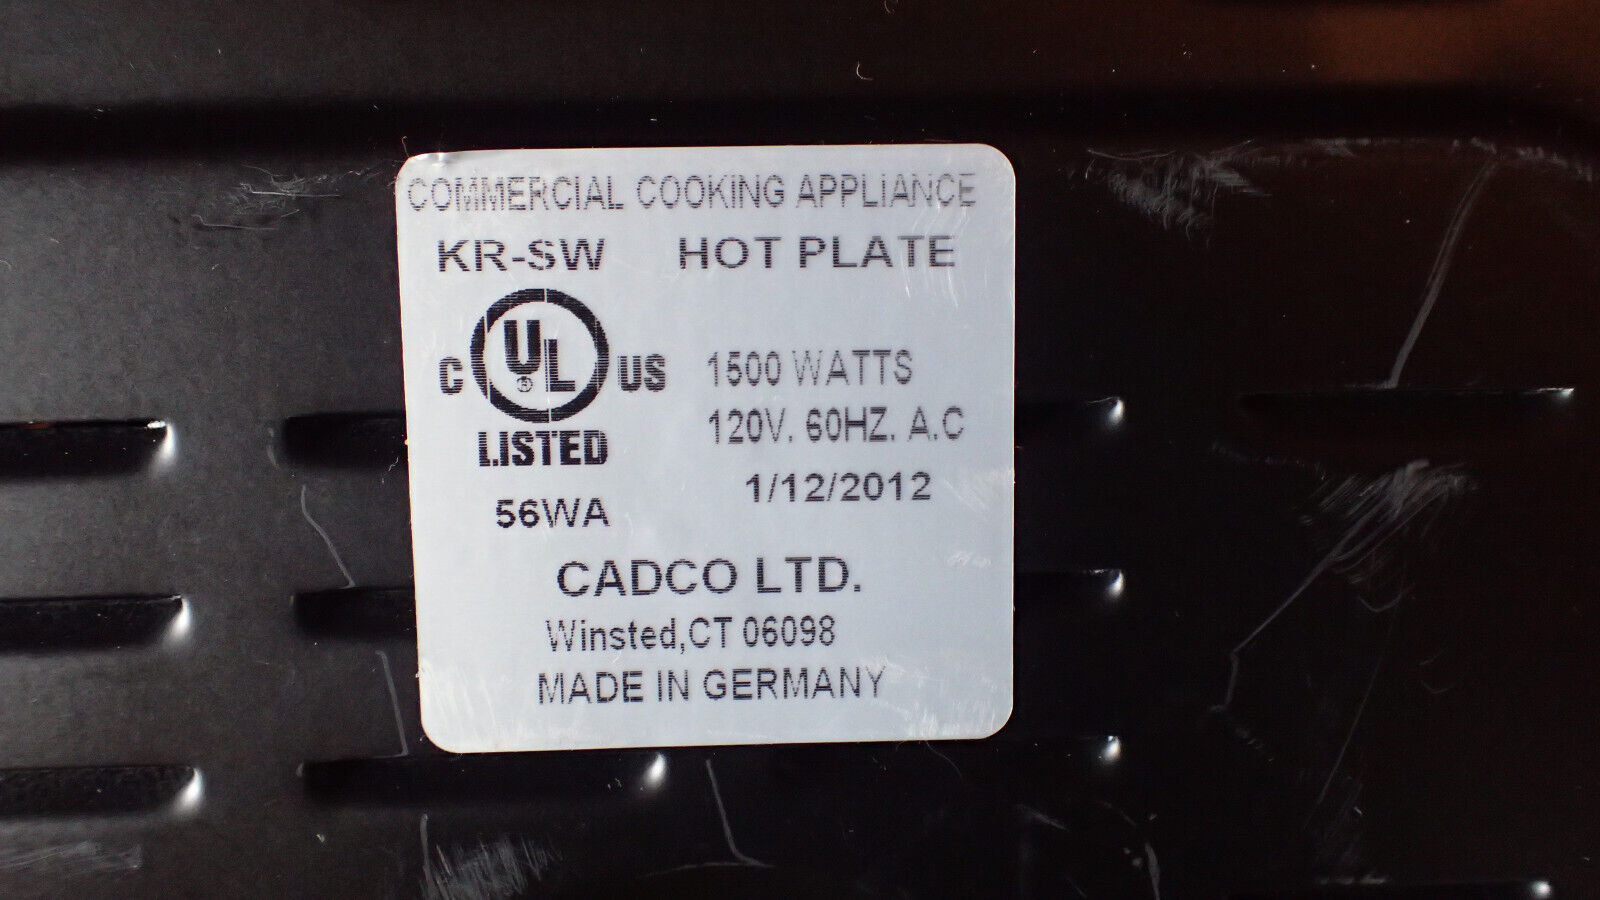 COMMERCIAL COOKING APPLIANCE
KR-SW HOT PLATE
C UL® US
LISTED
1500 WATTS
120V. 60HZ. A.C
1/12/2012
56WA
CADCO LTD.
Winsted,CT 06098
MADE IN GERMANY